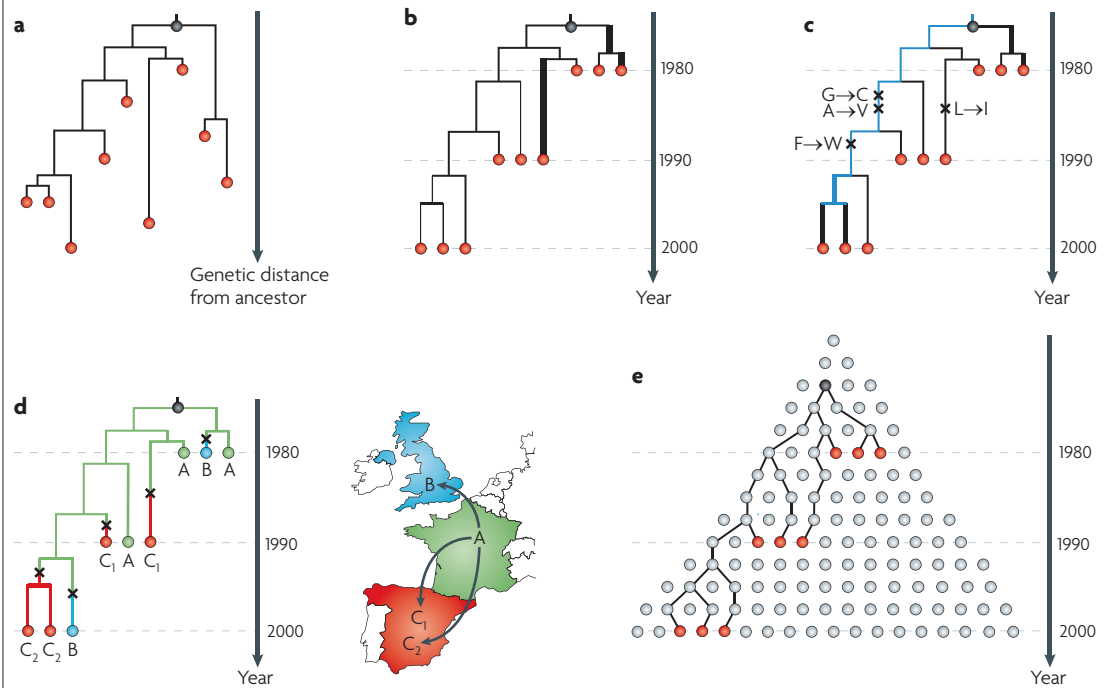 a
Genetic distance
from ancestor
b
1980
1990
2000
Year
c
G→C
A→V
L→I
F→W
1980
1990
2000
Year
d
A B A
1980
C₁ A C₁
1990
C₂ C₂ B
2000
Year
B
A
C₁
C₂
e
1980
1990
2000
Year